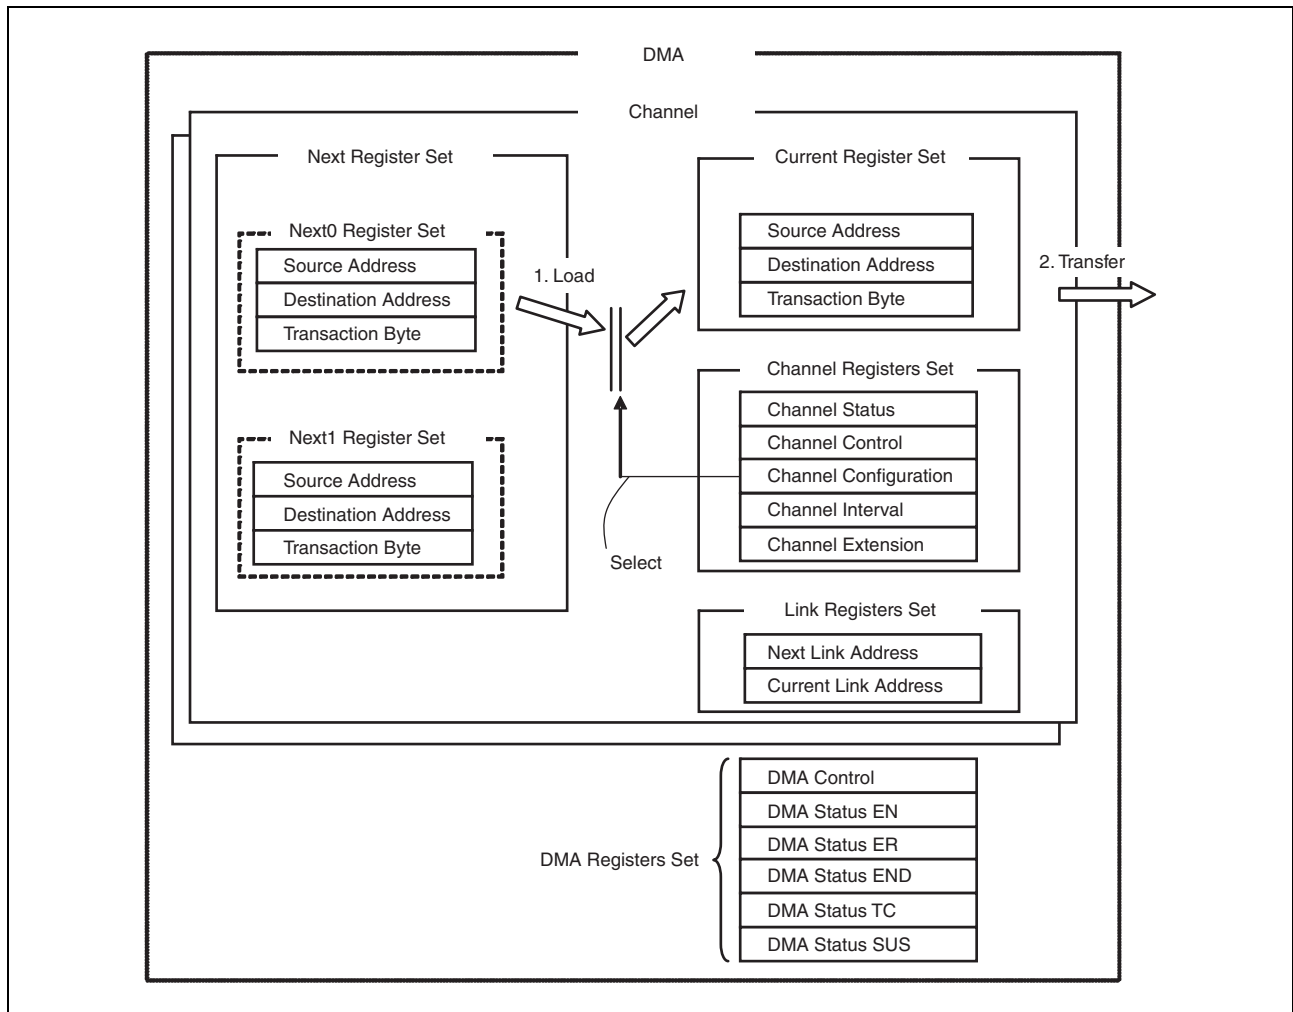 DMA
Channel
Next Register Set
Next0 Register Set
Source Address
Destination Address
Transaction Byte
Next1 Register Set
Source Address
Destination Address
Transaction Byte
1. Load
Select
Current Register Set
Source Address
Destination Address
Transaction Byte
2. Transfer
Channel Registers Set
Channel Status
Channel Control
Channel Configuration
Channel Interval
Channel Extension
Link Registers Set
Next Link Address
Current Link Address
DMA Registers Set
DMA Control
DMA Status EN
DMA Status ER
DMA Status END
DMA Status TC
DMA Status SUS